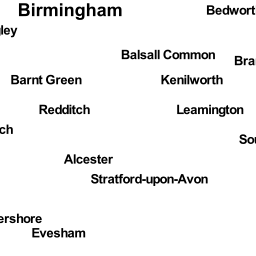 Birmingham
Bedwort
ley
Balsall Common
Bra
Barnt Green
Kenilworth
Redditch
Leamington
ch
Sou
Alcester
Stratford-upon-Avon
ershore
Evesham